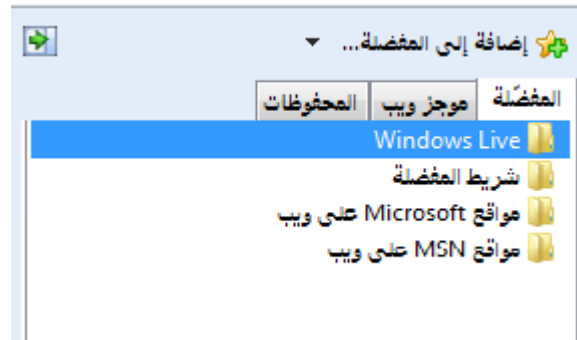 إضافة إلى المفضلة...
المفضّلة موجز ويب المحفوظات
Windows Live
شريط المفضلة
مواقع Microsoft على ويب
مواقع MSN على ويب